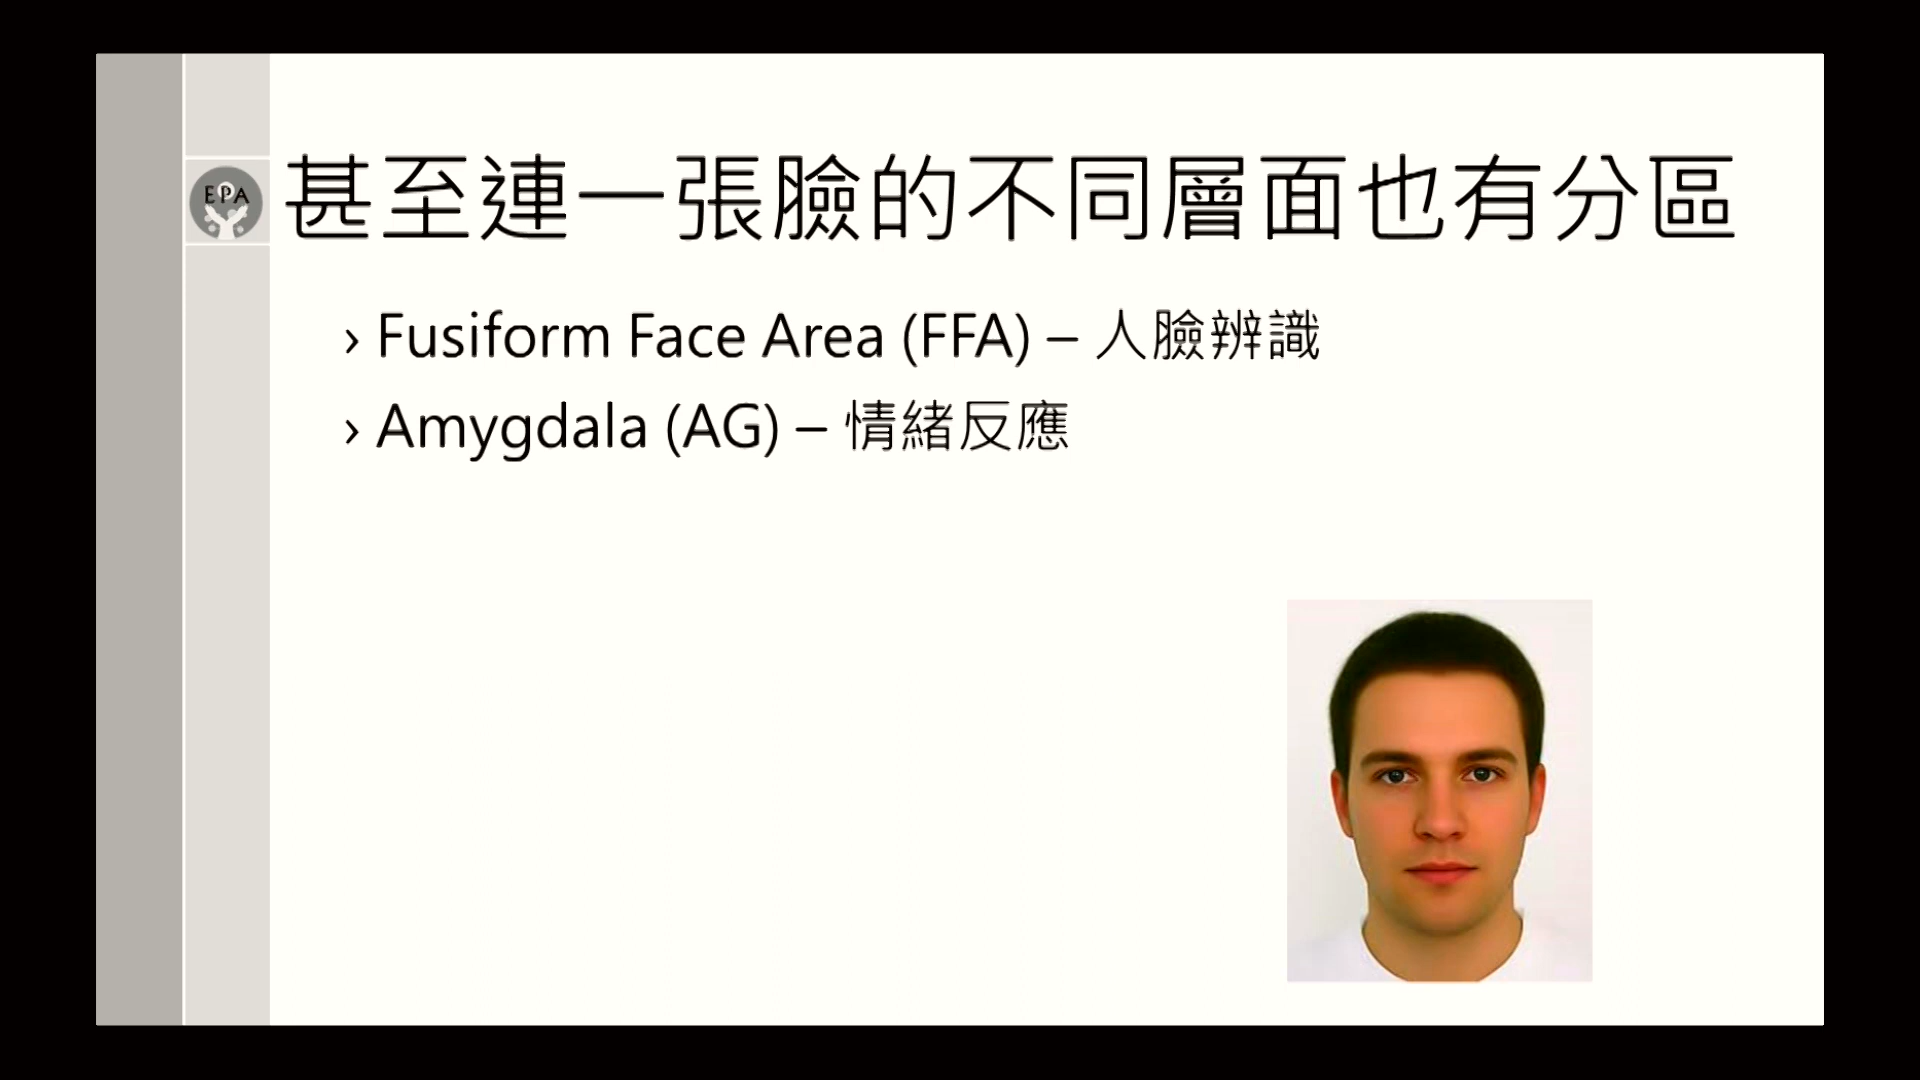 EPA
甚至連一張臉的不同層面也有分區
› Fusiform Face Area (FFA) – 人臉辨識
› Amygdala (AG) – 情緒反應